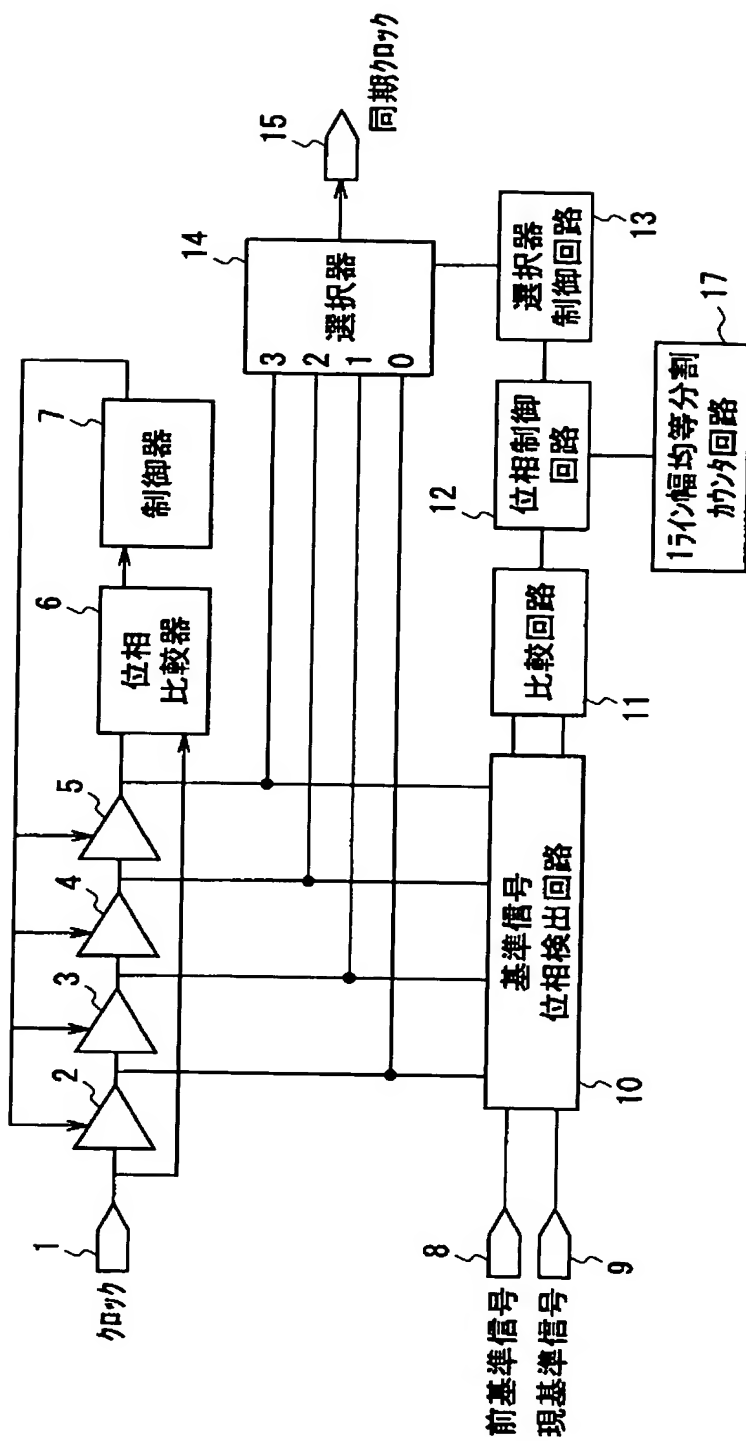 1
クロック
2
3
4
5
6
位相
比較器
7
制御器
14
選択器
3
2
1
0
15
同期クロック
8
前基準信号
9
現基準信号
10
基準信号
位相検出回路
11
比較回路
12
位相制御
回路
13
選択器
制御回路
17
1ライン幅均等分割
カウンタ回路